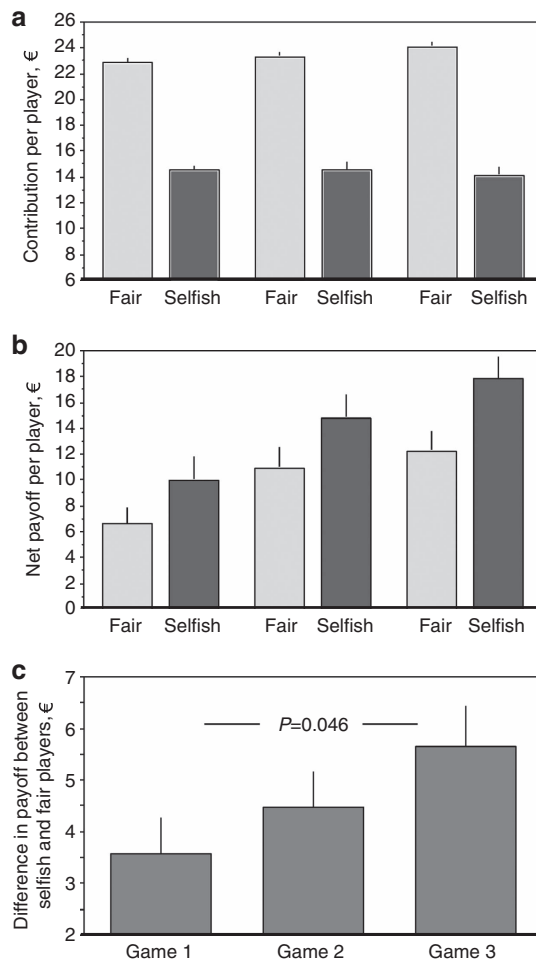 a
Contribution per player, €
26
24
22
20
18
16
14
12
10
8
6
Fair Selfish Fair Selfish Fair Selfish
b
Net payoff per player, €
20
18
16
14
12
10
8
6
4
2
0
Fair Selfish Fair Selfish Fair Selfish
c
Difference in payoff between
selfish and fair players, €
7
6
5
4
3
2
P=0.046
Game 1 Game 2 Game 3